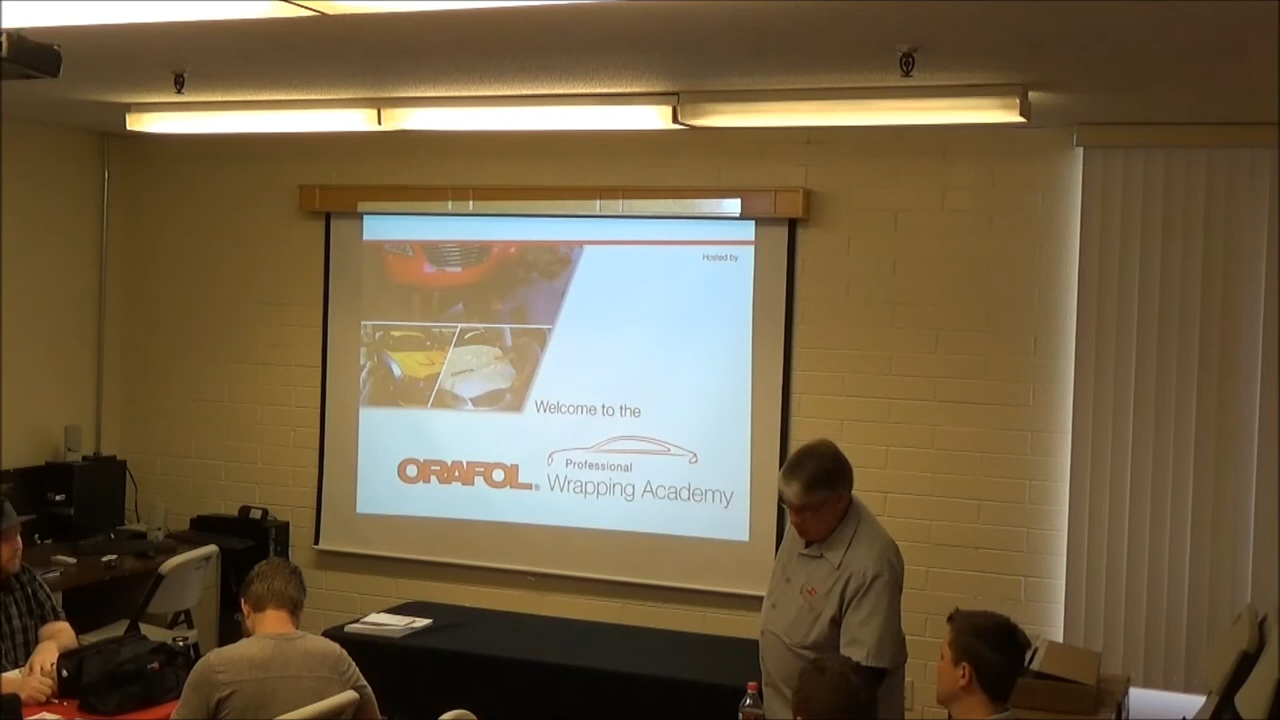 Hosted by
Welcome to the
ORAFOL®
Professional
Wrapping Academy